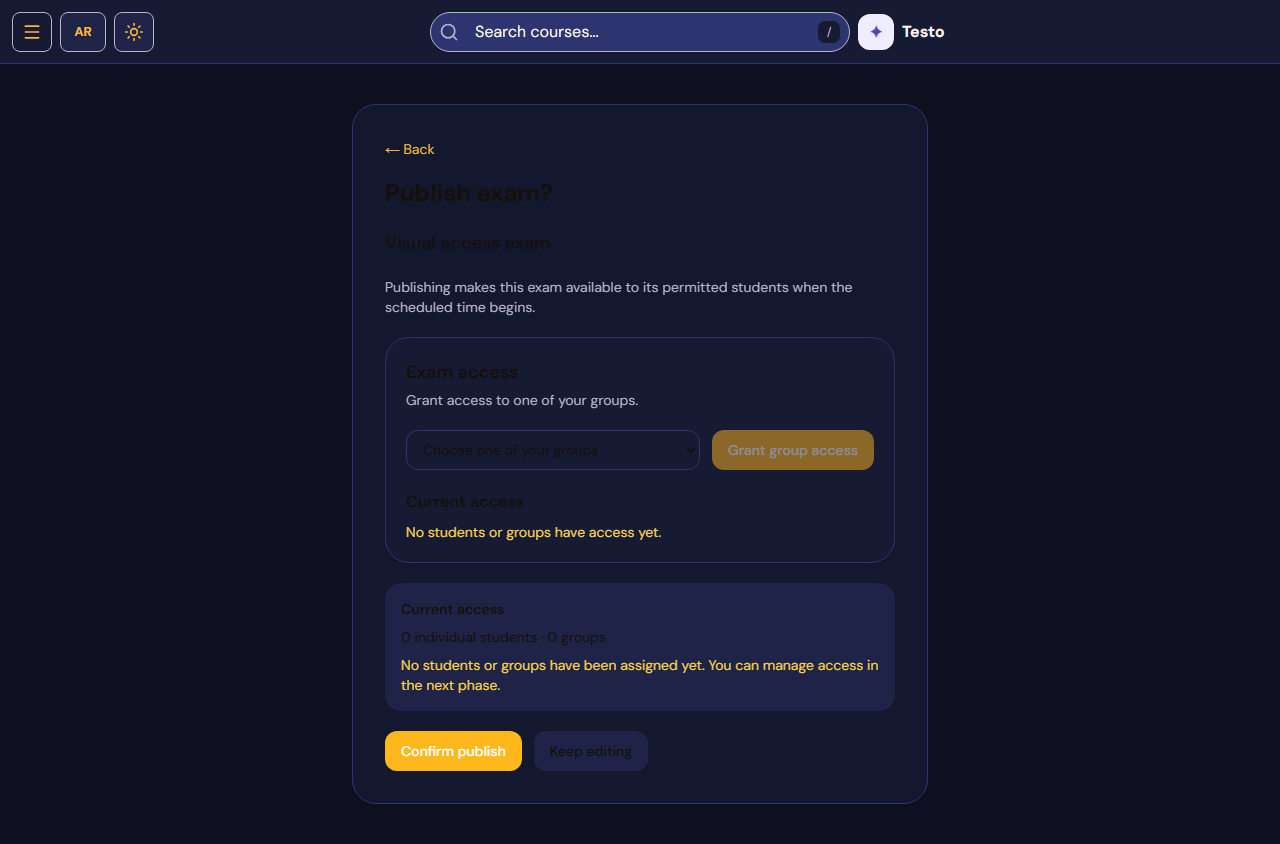 AR
Search courses...
/
Testo
← Back
Publish exam?
Visual access exam
Publishing makes this exam available to its permitted students when the
scheduled time begins.
Exam access
Grant access to one of your groups.
Choose one of your groups
Grant group access
Current access
No students or groups have access yet.
Current access
0 individual students · 0 groups
No students or groups have been assigned yet. You can manage access in
the next phase.
Confirm publish
Keep editing